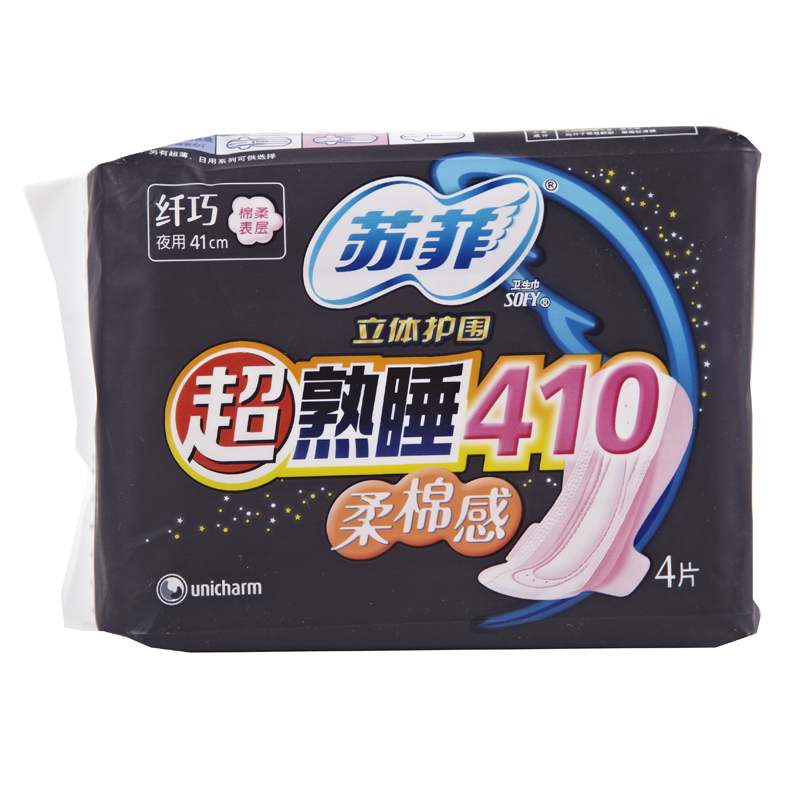 另有超薄、日用系列可供选择
纤巧
棉柔
表层
夜用 41cm
苏菲®
卫生巾
SOFY®
立体护围
超熟睡410
柔棉感
unicharm
4片